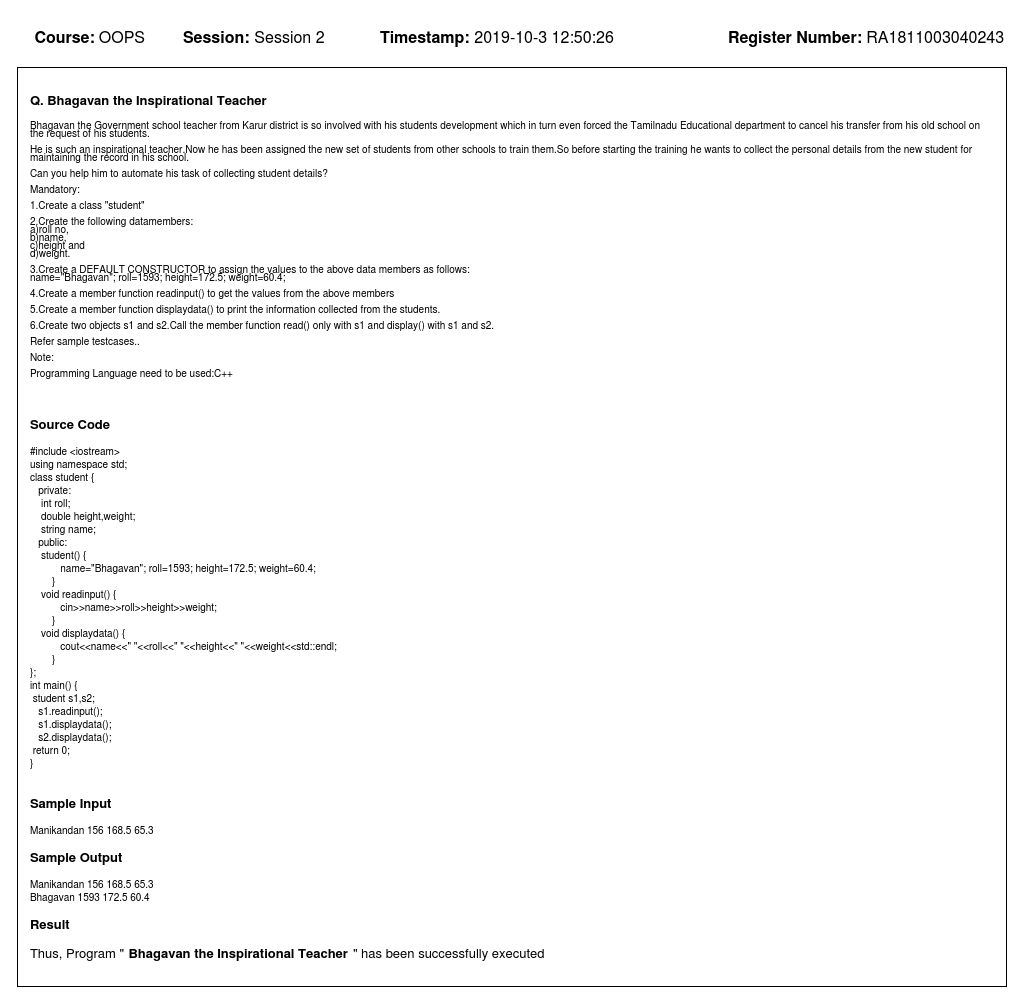 Course: OOPS Session: Session 2 Timestamp: 2019-10-3 12:50:26 Register Number: RA1811003040243
Q. Bhagavan the Inspirational Teacher
Bhagavan the Government school teacher from Karur district is so involved with his students development which in turn even forced the Tamilnadu Educational department to cancel his transfer from his old school on
the request of his students.
He is such an inspirational teacher.Now he has been assigned the new set of students from other schools to train them.So before starting the training he wants to collect the personal details from the new student for
maintaining the record in his school.
Can you help him to automate his task of collecting student details?
Mandatory:
1.Create a class "student"
2.Create the following datamembers:
a)roll no,
b)name,
c)height and
d)weight.
3.Create a DEFAULT CONSTRUCTOR to assign the values to the above data members as follows:
name="Bhagavan"; roll=1593; height=172.5; weight=60.4;
4.Create a member function readinput() to get the values from the above members
5.Create a member function displaydata() to print the information collected from the students.
6.Create two objects s1 and s2.Call the member function read() only with s1 and display() with s1 and s2.
Refer sample testcases..
Note:
Programming Language need to be used:C++
Source Code
#include <iostream>
using namespace std;
class student {
private:
int roll;
double height,weight;
string name;
public:
student() {
name="Bhagavan"; roll=1593; height=172.5; weight=60.4;
}
void readinput() {
cin>>name>>roll>>height>>weight;
}
void displaydata() {
cout<<name<<" "<<roll<<" "<<height<<" "<<weight<<std::endl;
}
};
int main() {
student s1,s2;
s1.readinput();
s1.displaydata();
s2.displaydata();
return 0;
}
Sample Input
Manikandan 156 168.5 65.3
Sample Output
Manikandan 156 168.5 65.3
Bhagavan 1593 172.5 60.4
Result
Thus, Program " Bhagavan the Inspirational Teacher " has been successfully executed